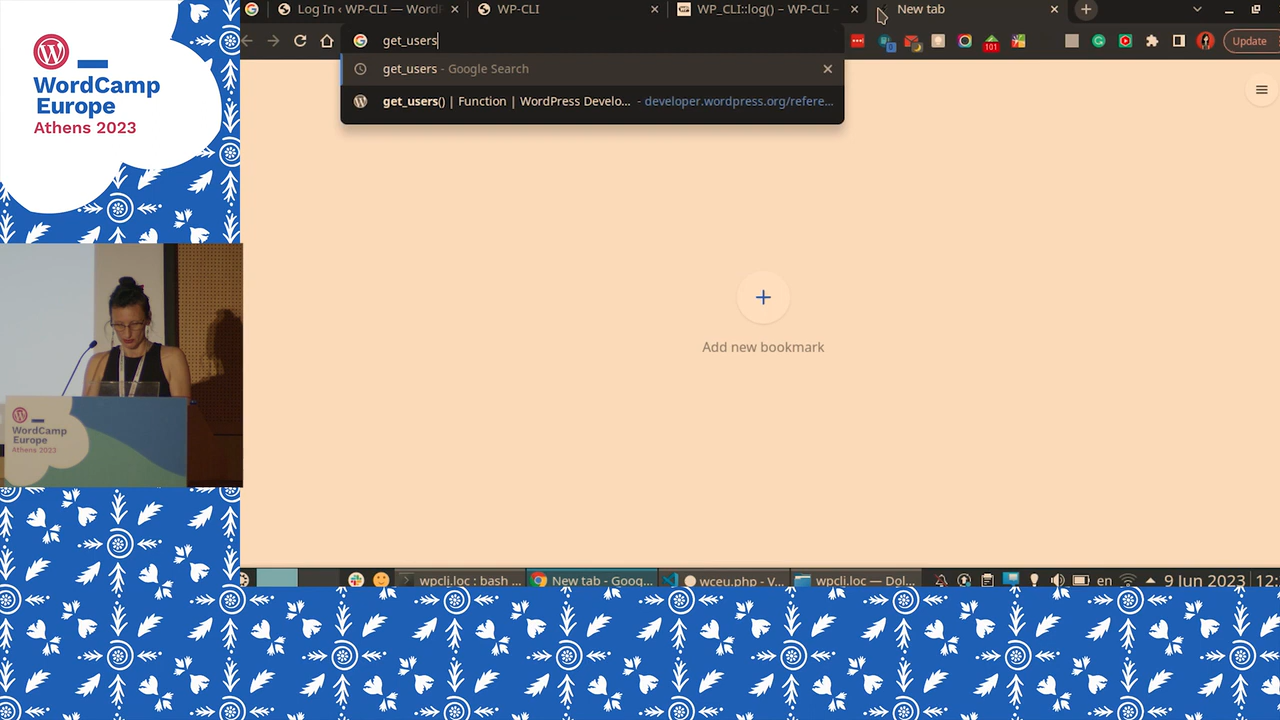 WordCamp
Europe
Athens 2023
Log In ‹ WP-CLI — Word
WP-CLI
WP_CLI::log() – WP-CLI –
New tab
get_users
101
Update
get_users - Google Search
get_users() | Function | WordPress Develo... - developer.wordpress.org/refere...
Add new bookmark
WordCamp
Europe
Athens 2023
wpcli.loc : bash ...
New tab - Goog...
wceu.php - V...
wpcli.loc — Dol...
en
9 Jun 2023
12: